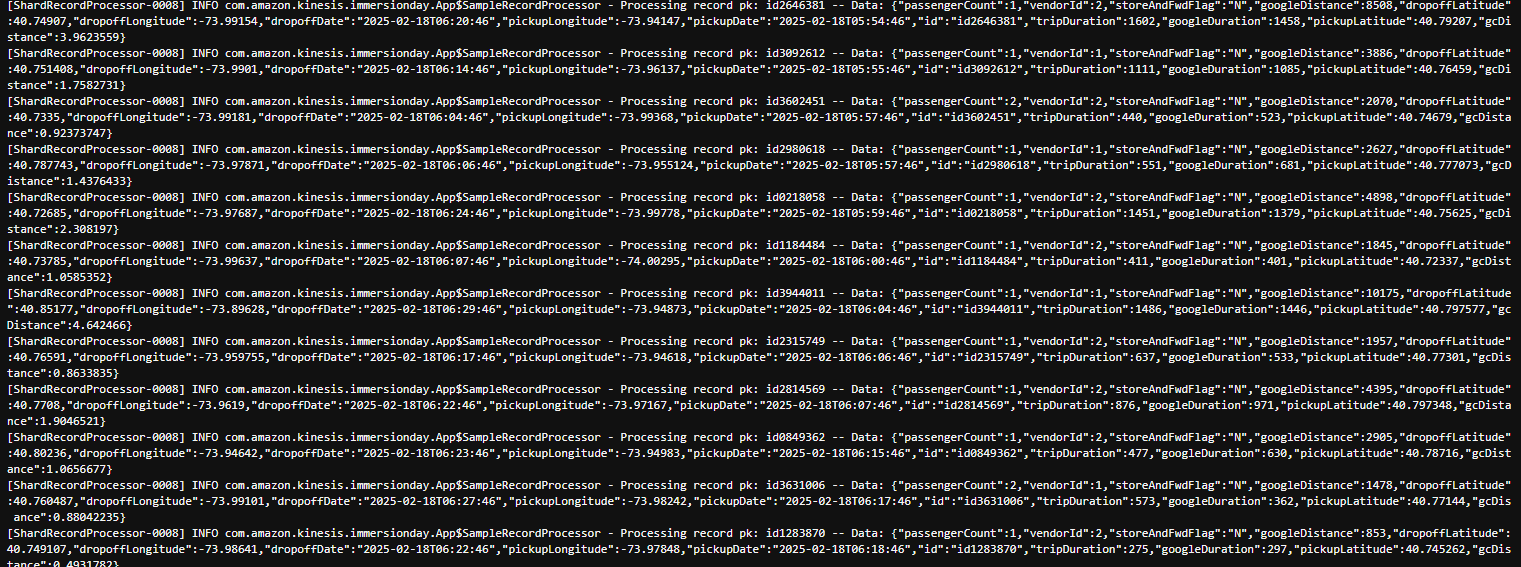 [ShardRecordProcessor-0008] INFO com.amazon.kinesis.immersionday.App$SampleRecordProcessor - Processing record pk: id2646381 -- Data: {"passengerCount":1,"vendorId":2,"storeAndFwdFlag":"N","googleDistance":8508,"dropoffLatitude"
:40.74907,"dropoffLongitude":-73.99154,"dropoffDate":"2025-02-18T06:20:46","pickupLongitude":-73.94147,"pickupDate":"2025-02-18T05:54:46","id":"id2646381","tripDuration":1602,"googleDuration":1458,"pickupLatitude":40.79207,"gcDi
stance":3.9623559}
[ShardRecordProcessor-0008] INFO com.amazon.kinesis.immersionday.App$SampleRecordProcessor - Processing record pk: id3092612 -- Data: {"passengerCount":1,"vendorId":1,"storeAndFwdFlag":"N","googleDistance":3886,"dropoffLatitude"
:40.751408,"dropoffLongitude":-73.9901,"dropoffDate":"2025-02-18T06:14:46","pickupLongitude":-73.96137,"pickupDate":"2025-02-18T05:55:46","id":"id3092612","tripDuration":1111,"googleDuration":1085,"pickupLatitude":40.76459,"gcDi
stance":1.7582731}
[ShardRecordProcessor-0008] INFO com.amazon.kinesis.immersionday.App$SampleRecordProcessor - Processing record pk: id3602451 -- Data: {"passengerCount":2,"vendorId":2,"storeAndFwdFlag":"N","googleDistance":2070,"dropoffLatitude"
:40.7335,"dropoffLongitude":-73.99181,"dropoffDate":"2025-02-18T06:04:46","pickupLongitude":-73.99368,"pickupDate":"2025-02-18T05:57:46","id":"id3602451","tripDuration":440,"googleDuration":523,"pickupLatitude":40.74679,"gcDista
nce":0.92373747}
[ShardRecordProcessor-0008] INFO com.amazon.kinesis.immersionday.App$SampleRecordProcessor - Processing record pk: id2980618 -- Data: {"passengerCount":1,"vendorId":2,"storeAndFwdFlag":"N","googleDistance":2627,"dropoffLatitude"
:40.787743,"dropoffLongitude":-73.97871,"dropoffDate":"2025-02-18T06:06:46","pickupLongitude":-73.955124,"pickupDate":"2025-02-18T05:57:46","id":"id2980618","tripDuration":551,"googleDuration":681,"pickupLatitude":40.777073,"gcD
istance":1.4376433}
[ShardRecordProcessor-0008] INFO com.amazon.kinesis.immersionday.App$SampleRecordProcessor - Processing record pk: id0218058 -- Data: {"passengerCount":1,"vendorId":2,"storeAndFwdFlag":"N","googleDistance":4898,"dropoffLatitude"
:40.72685,"dropoffLongitude":-73.97687,"dropoffDate":"2025-02-18T06:24:46","pickupLongitude":-73.99778,"pickupDate":"2025-02-18T05:59:46","id":"id0218058","tripDuration":1451,"googleDuration":1379,"pickupLatitude":40.75625,"gcDi
stance":2.308197}
[ShardRecordProcessor-0008] INFO com.amazon.kinesis.immersionday.App$SampleRecordProcessor - Processing record pk: id1184484 -- Data: {"passengerCount":1,"vendorId":2,"storeAndFwdFlag":"N","googleDistance":1845,"dropoffLatitude"
:40.73785,"dropoffLongitude":-73.99637,"dropoffDate":"2025-02-18T06:07:46","pickupLongitude":-74.00295,"pickupDate":"2025-02-18T06:00:46","id":"id1184484","tripDuration":411,"googleDuration":401,"pickupLatitude":40.72337,"gcDist
ance":1.0585352}
[ShardRecordProcessor-0008] INFO com.amazon.kinesis.immersionday.App$SampleRecordProcessor - Processing record pk: id3944011 -- Data: {"passengerCount":1,"vendorId":1,"storeAndFwdFlag":"N","googleDistance":10175,"dropoffLatitude
":40.85177,"dropoffLongitude":-73.89628,"dropoffDate":"2025-02-18T06:29:46","pickupLongitude":-73.94873,"pickupDate":"2025-02-18T06:04:46","id":"id3944011","tripDuration":1486,"googleDuration":1446,"pickupLatitude":40.797577,"gc
Distance":4.642466}
[ShardRecordProcessor-0008] INFO com.amazon.kinesis.immersionday.App$SampleRecordProcessor - Processing record pk: id2315749 -- Data: {"passengerCount":1,"vendorId":1,"storeAndFwdFlag":"N","googleDistance":1957,"dropoffLatitude"
:40.76591,"dropoffLongitude":-73.959755,"dropoffDate":"2025-02-18T06:17:46","pickupLongitude":-73.94618,"pickupDate":"2025-02-18T06:06:46","id":"id2315749","tripDuration":637,"googleDuration":533,"pickupLatitude":40.77301,"gcDis
tance":0.8633835}
[ShardRecordProcessor-0008] INFO com.amazon.kinesis.immersionday.App$SampleRecordProcessor - Processing record pk: id2814569 -- Data: {"passengerCount":1,"vendorId":2,"storeAndFwdFlag":"N","googleDistance":4395,"dropoffLatitude"
:40.7708,"dropoffLongitude":-73.9619,"dropoffDate":"2025-02-18T06:22:46","pickupLongitude":-73.97167,"pickupDate":"2025-02-18T06:07:46","id":"id2814569","tripDuration":876,"googleDuration":971,"pickupLatitude":40.797348,"gcDista
nce":1.9046521}
[ShardRecordProcessor-0008] INFO com.amazon.kinesis.immersionday.App$SampleRecordProcessor - Processing record pk: id0849362 -- Data: {"passengerCount":1,"vendorId":2,"storeAndFwdFlag":"N","googleDistance":2905,"dropoffLatitude"
:40.80236,"dropoffLongitude":-73.94642,"dropoffDate":"2025-02-18T06:23:46","pickupLongitude":-73.94983,"pickupDate":"2025-02-18T06:15:46","id":"id0849362","tripDuration":477,"googleDuration":630,"pickupLatitude":40.78716,"gcDist
ance":1.0656677}
[ShardRecordProcessor-0008] INFO com.amazon.kinesis.immersionday.App$SampleRecordProcessor - Processing record pk: id3631006 -- Data: {"passengerCount":2,"vendorId":1,"storeAndFwdFlag":"N","googleDistance":1478,"dropoffLatitude"
:40.760487,"dropoffLongitude":-73.99101,"dropoffDate":"2025-02-18T06:27:46","pickupLongitude":-73.98242,"pickupDate":"2025-02-18T06:17:46","id":"id3631006","tripDuration":573,"googleDuration":362,"pickupLatitude":40.77144,"gcDis
ance":0.88042235}
[ShardRecordProcessor-0008] INFO com.amazon.kinesis.immersionday.App$SampleRecordProcessor - Processing record pk: id1283870 -- Data: {"passengerCount":1,"vendorId":2,"storeAndFwdFlag":"N","googleDistance":853,"dropoffLatitude":
40.749107,"dropoffLongitude":-73.98641,"dropoffDate":"2025-02-18T06:22:46","pickupLongitude":-73.97848,"pickupDate":"2025-02-18T06:18:46","id":"id1283870","tripDuration":275,"googleDuration":297,"pickupLatitude":40.745262,"gcDis
tance":0.4931782}